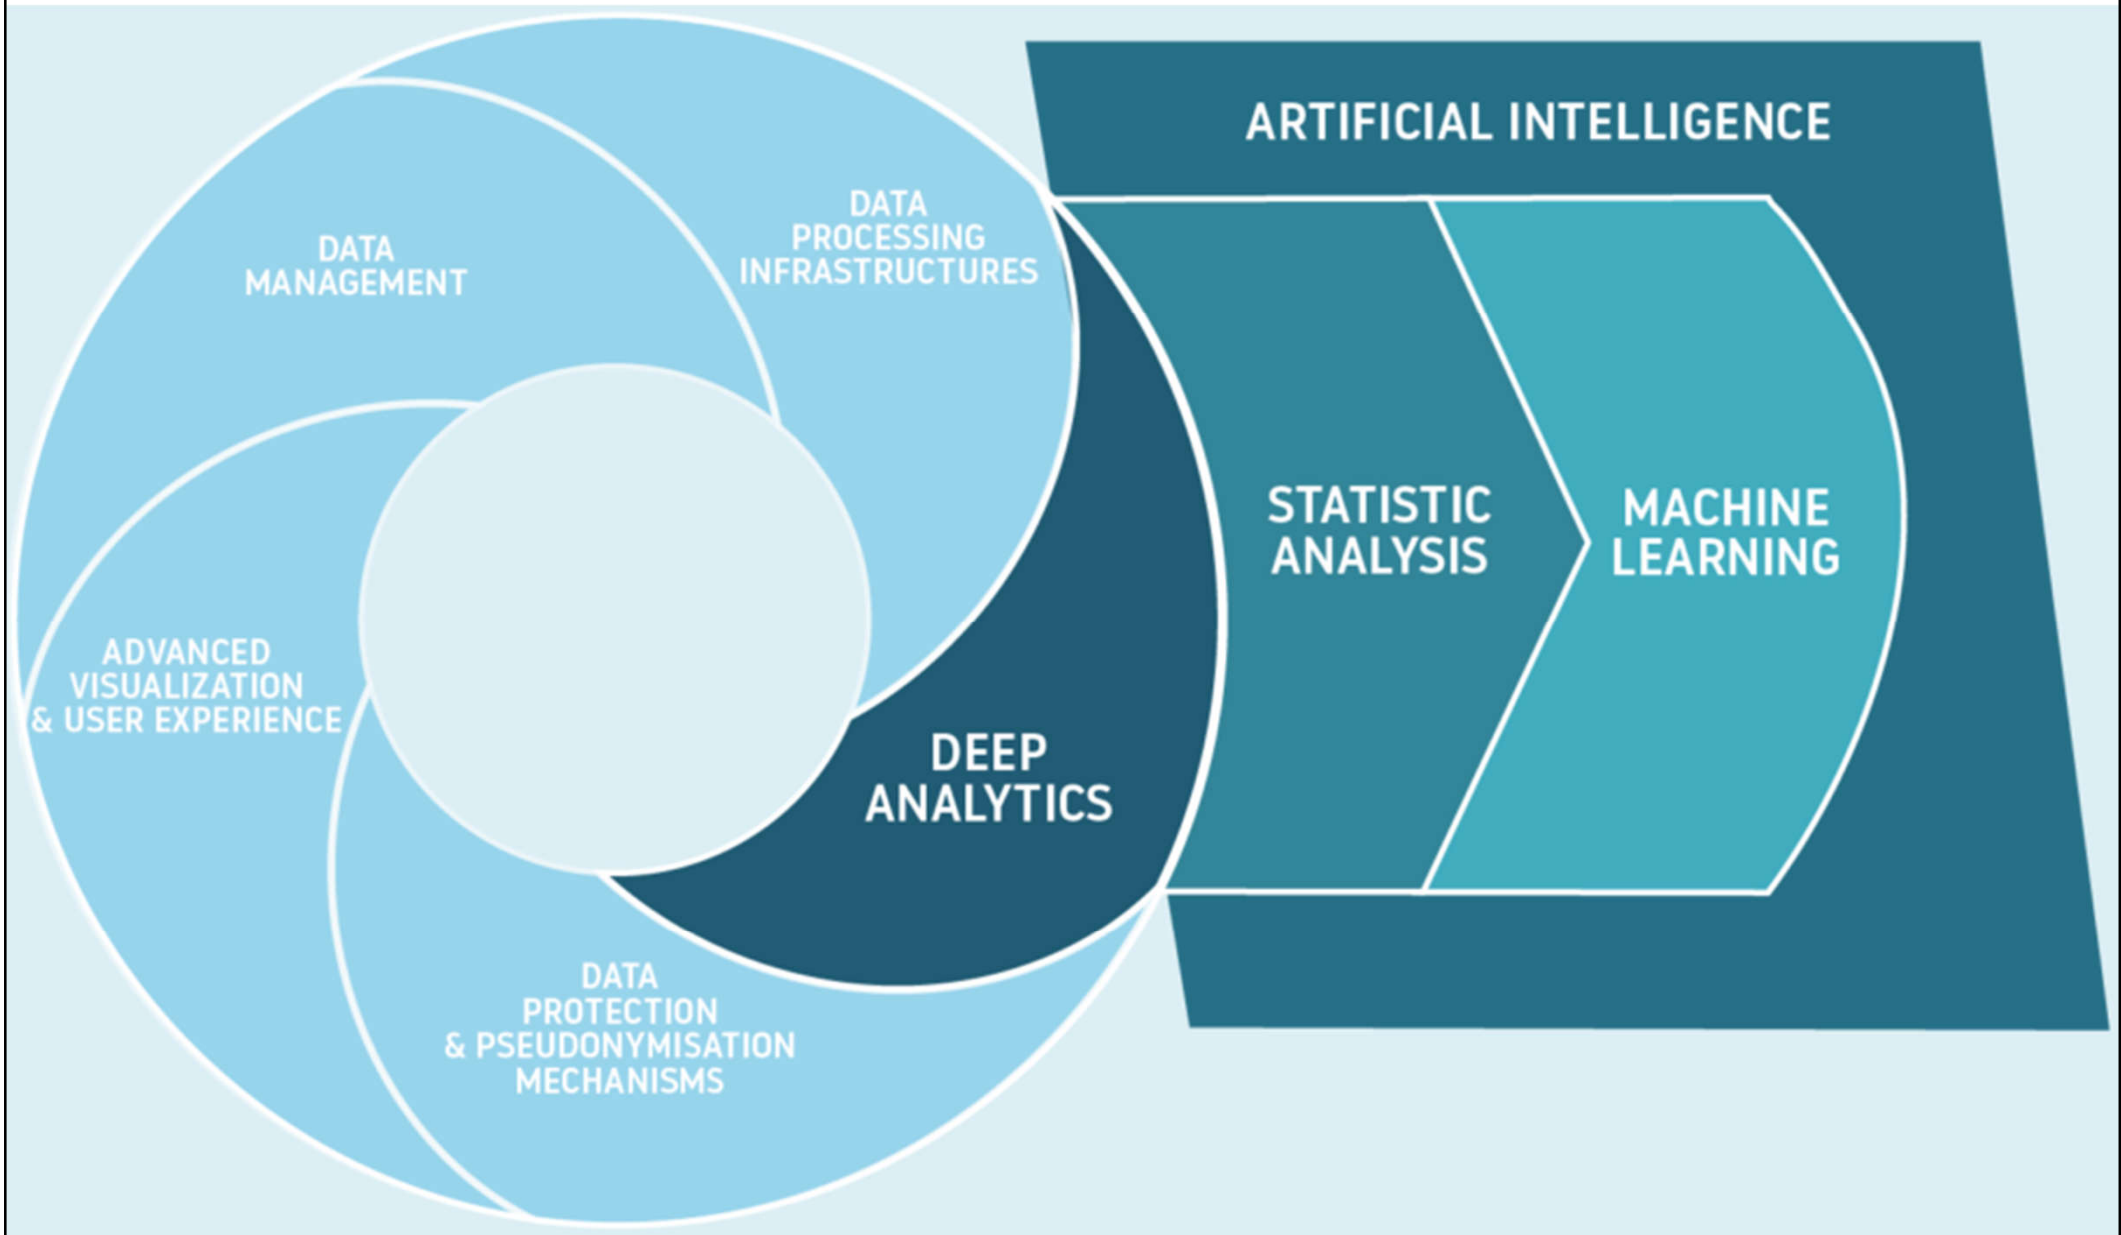 ARTIFICIAL INTELLIGENCE
DATA
PROCESSING
INFRASTRUCTURES
DATA
MANAGEMENT
STATISTIC
ANALYSIS
MACHINE
LEARNING
ADVANCED
VISUALIZATION
& USER EXPERIENCE
DEEP
ANALYTICS
DATA
PROTECTION
& PSEUDONYMISATION
MECHANISMS